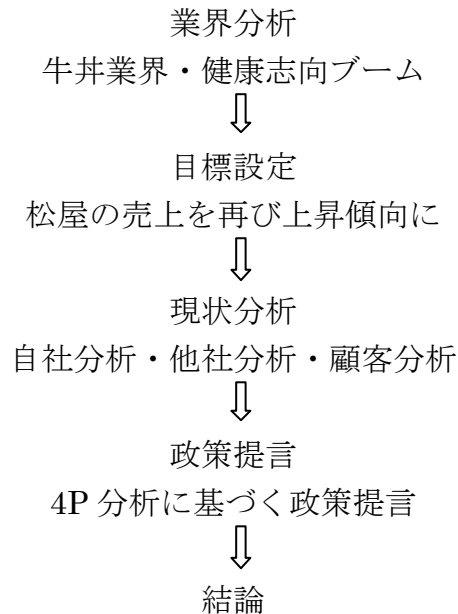 業界分析
牛丼業界・健康志向ブーム
目標設定
松屋の売上を再び上昇傾向に
現状分析
自社分析・他社分析・顧客分析
政策提言
4P 分析に基づく政策提言
結論